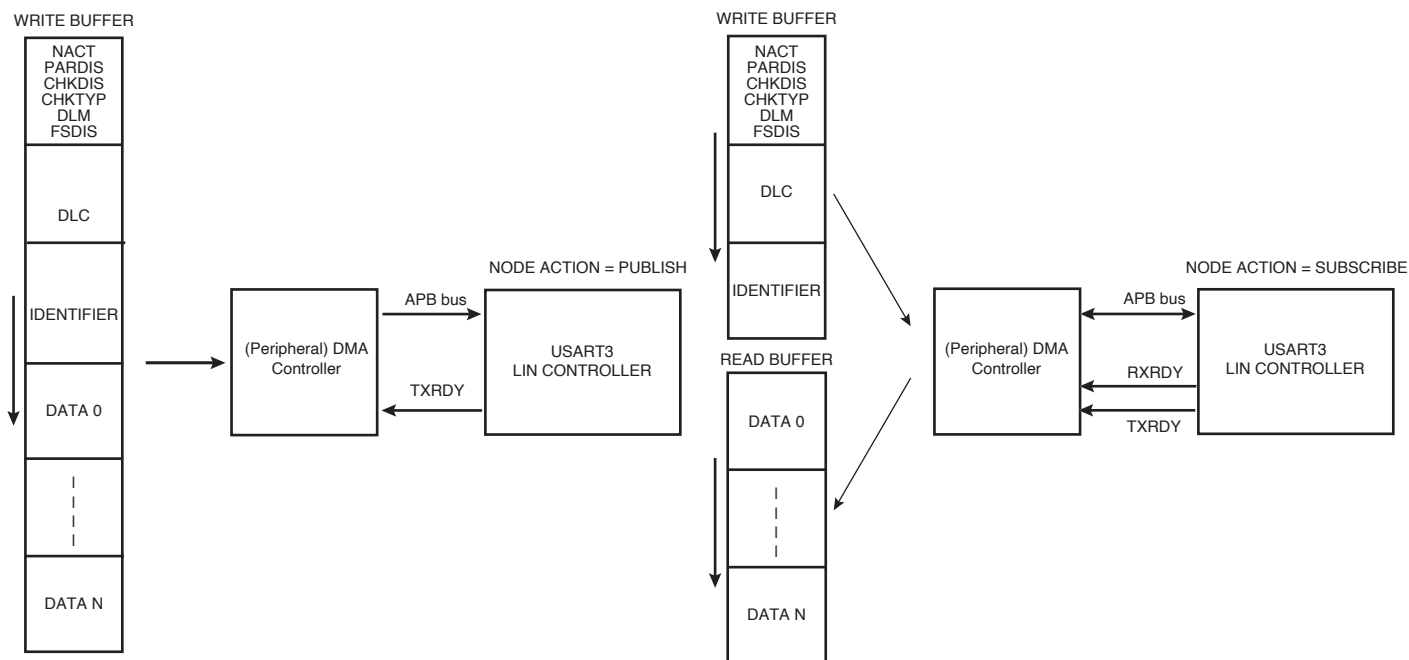 WRITE BUFFER
NACT
PARDIS
CHKDIS
CHKTYP
DLM
FSDIS
DLC
IDENTIFIER
DATA 0
DATA N
(Peripheral) DMA
Controller
APB bus
TXRDY
NODE ACTION = PUBLISH
USART3
LIN CONTROLLER
WRITE BUFFER
NACT
PARDIS
CHKDIS
CHKTYP
DLM
FSDIS
DLC
IDENTIFIER
READ BUFFER
DATA 0
DATA N
(Peripheral) DMA
Controller
APB bus
RXRDY
TXRDY
NODE ACTION = SUBSCRIBE
USART3
LIN CONTROLLER